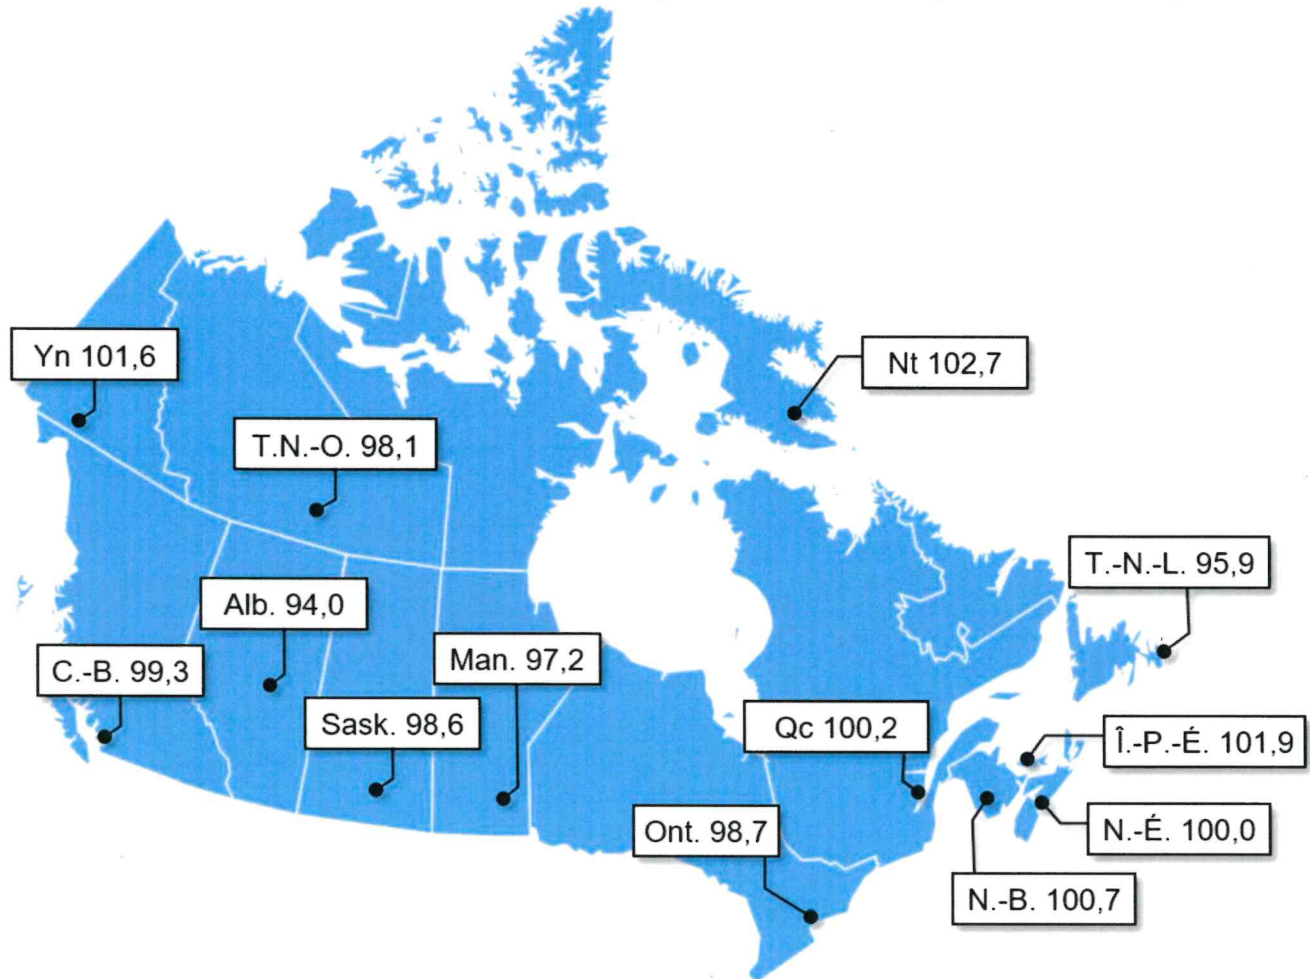 Yn 101,6
Nt 102,7
T.N.-O. 98,1
T.-N.-L. 95,9
Alb. 94,0
Man. 97,2
C.-B. 99,3
Sask. 98,6
Qc 100,2
Î.-P.-É. 101,9
Ont. 98,7
N.-É. 100,0
N.-B. 100,7